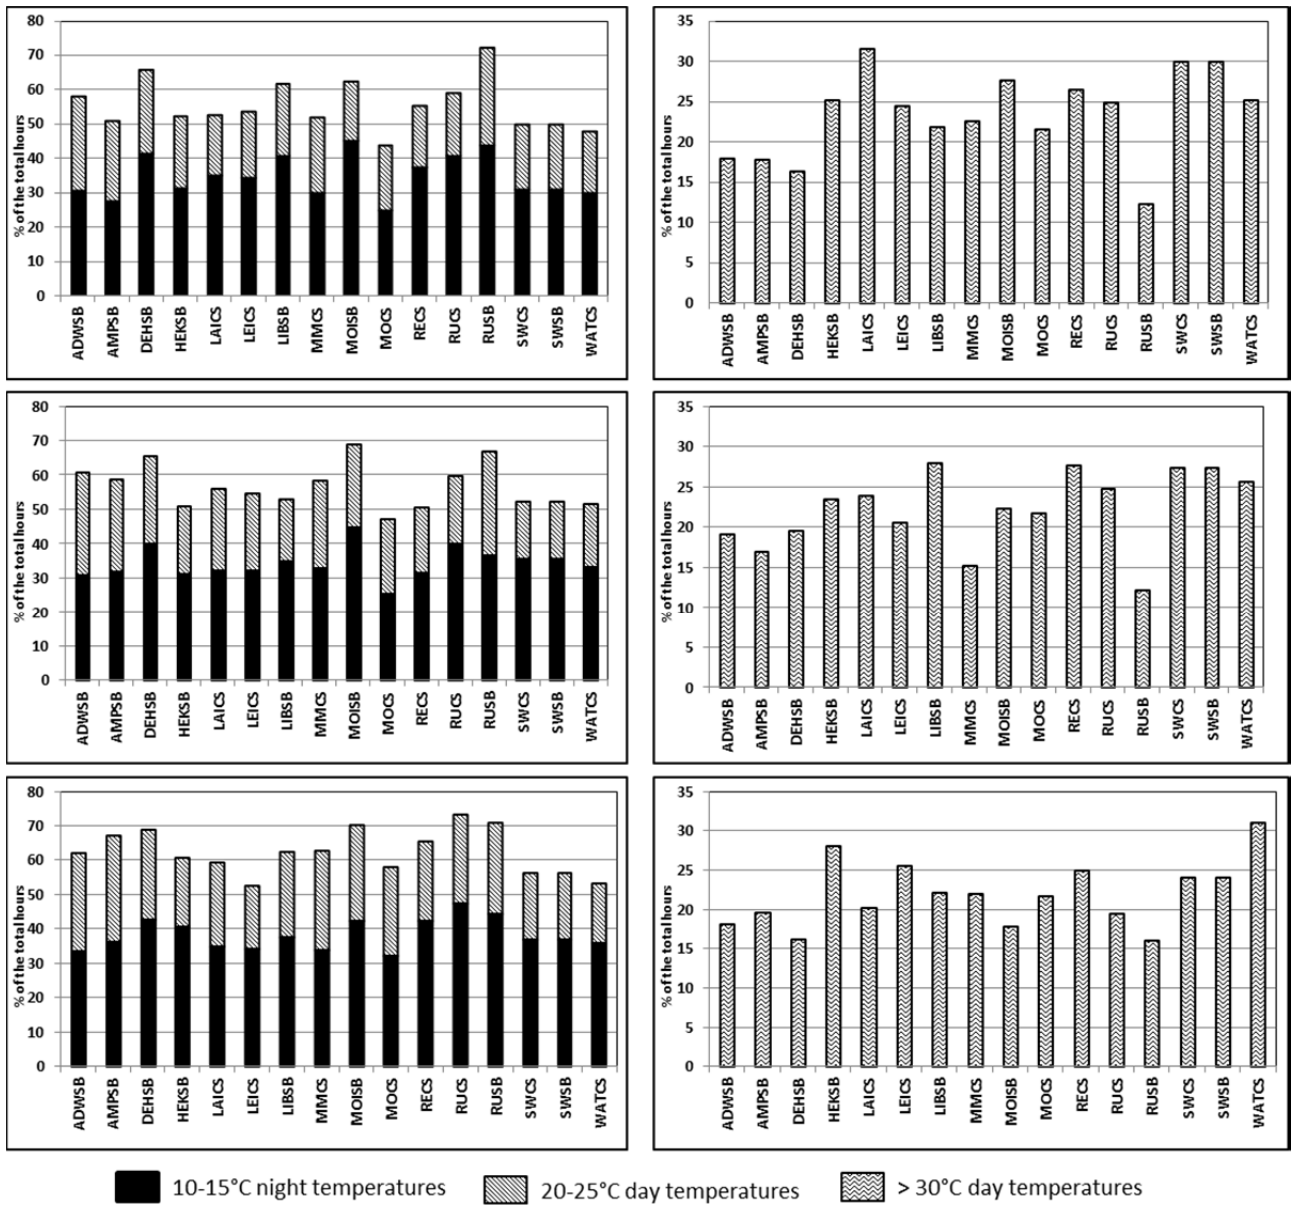 80
70
60
50
40
30
20
10
0
% of the total hours
ADWSB
AMPSB
DEHSB
HEKSB
LAICS
LEICS
LIBSB
MMCS
MOISB
MOCS
RECS
RUCS
RUSB
SWCS
SWSB
WATCS
35
30
25
20
15
10
5
0
% of the total hours
ADWSB
AMPSB
DEHSB
HEKSB
LAICS
LEICS
LIBSB
MMCS
MOISB
MOCS
RECS
RUCS
RUSB
SWCS
SWSB
WATCS
80
70
60
50
40
30
20
10
0
% of the total hours
ADWSB
AMPSB
DEHSB
HEKSB
LAICS
LEICS
LIBSB
MMCS
MOISB
MOCS
RECS
RUCS
RUSB
SWCS
SWSB
WATCS
35
30
25
20
15
10
5
0
% of the total hours
ADWSB
AMPSB
DEHSB
HEKSB
LAICS
LEICS
LIBSB
MMCS
MOISB
MOCS
RECS
RUCS
RUSB
SWCS
SWSB
WATCS
80
70
60
50
40
30
20
10
0
% of the total hours
ADWSB
AMPSB
DEHSB
HEKSB
LAICS
LEICS
LIBSB
MMCS
MOISB
MOCS
RECS
RUCS
RUSB
SWCS
SWSB
WATCS
35
30
25
20
15
10
5
0
% of the total hours
ADWSB
AMPSB
DEHSB
HEKSB
LAICS
LEICS
LIBSB
MMCS
MOISB
MOCS
RECS
RUCS
RUSB
SWCS
SWSB
WATCS
10-15°C night temperatures
20-25°C day temperatures
> 30°C day temperatures